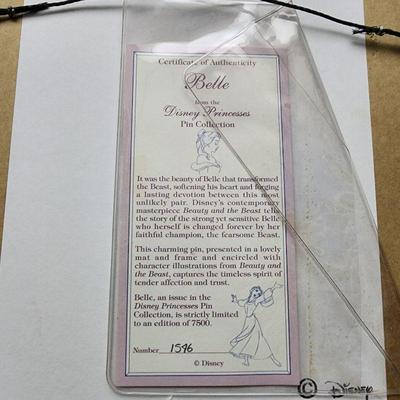 Certificate of Authenticity
Belle
from the
Disney Princesses
Pin Collection
It was the beauty of Belle that transformed
the Beast, softening his heart and forging
a lasting devotion between this most
unlikely pair. Disney's contemporary
masterpiece Beauty and the Beast tells
the story of the strong yet sensitive Belle
who herself is changed forever by her
faithful champion, the fearsome Beast.
This charming pin, presented in a lovely
mat and frame and encircled with
character illustrations from Beauty and
the Beast, captures the timeless spirit of
tender affection and trust.
Belle, an issue in the
Disney Princesses Pin
Collection, is strictly limited
to an edition of 7500.
Number 1546
© Disney
© DISNEY